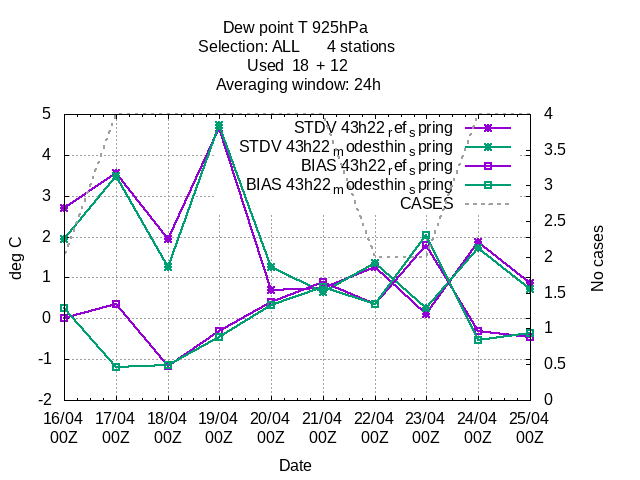 Dew point T 925hPa
Selection: ALL 4 stations
Used 18 + 12
Averaging window: 24h
STDV 43h22_ref_spring
STDV 43h22_modesthin_spring
BIAS 43h22_ref_spring
BIAS 43h22_modesthin_spring
CASES
deg C
5
4
3
2
1
0
-1
-2
No cases
4
3.5
3
2.5
2
1.5
1
0.5
0
16/04 17/04 18/04 19/04 20/04 21/04 22/04 23/04 24/04 25/04
00Z 00Z 00Z 00Z 00Z 00Z 00Z 00Z 00Z 00Z
Date